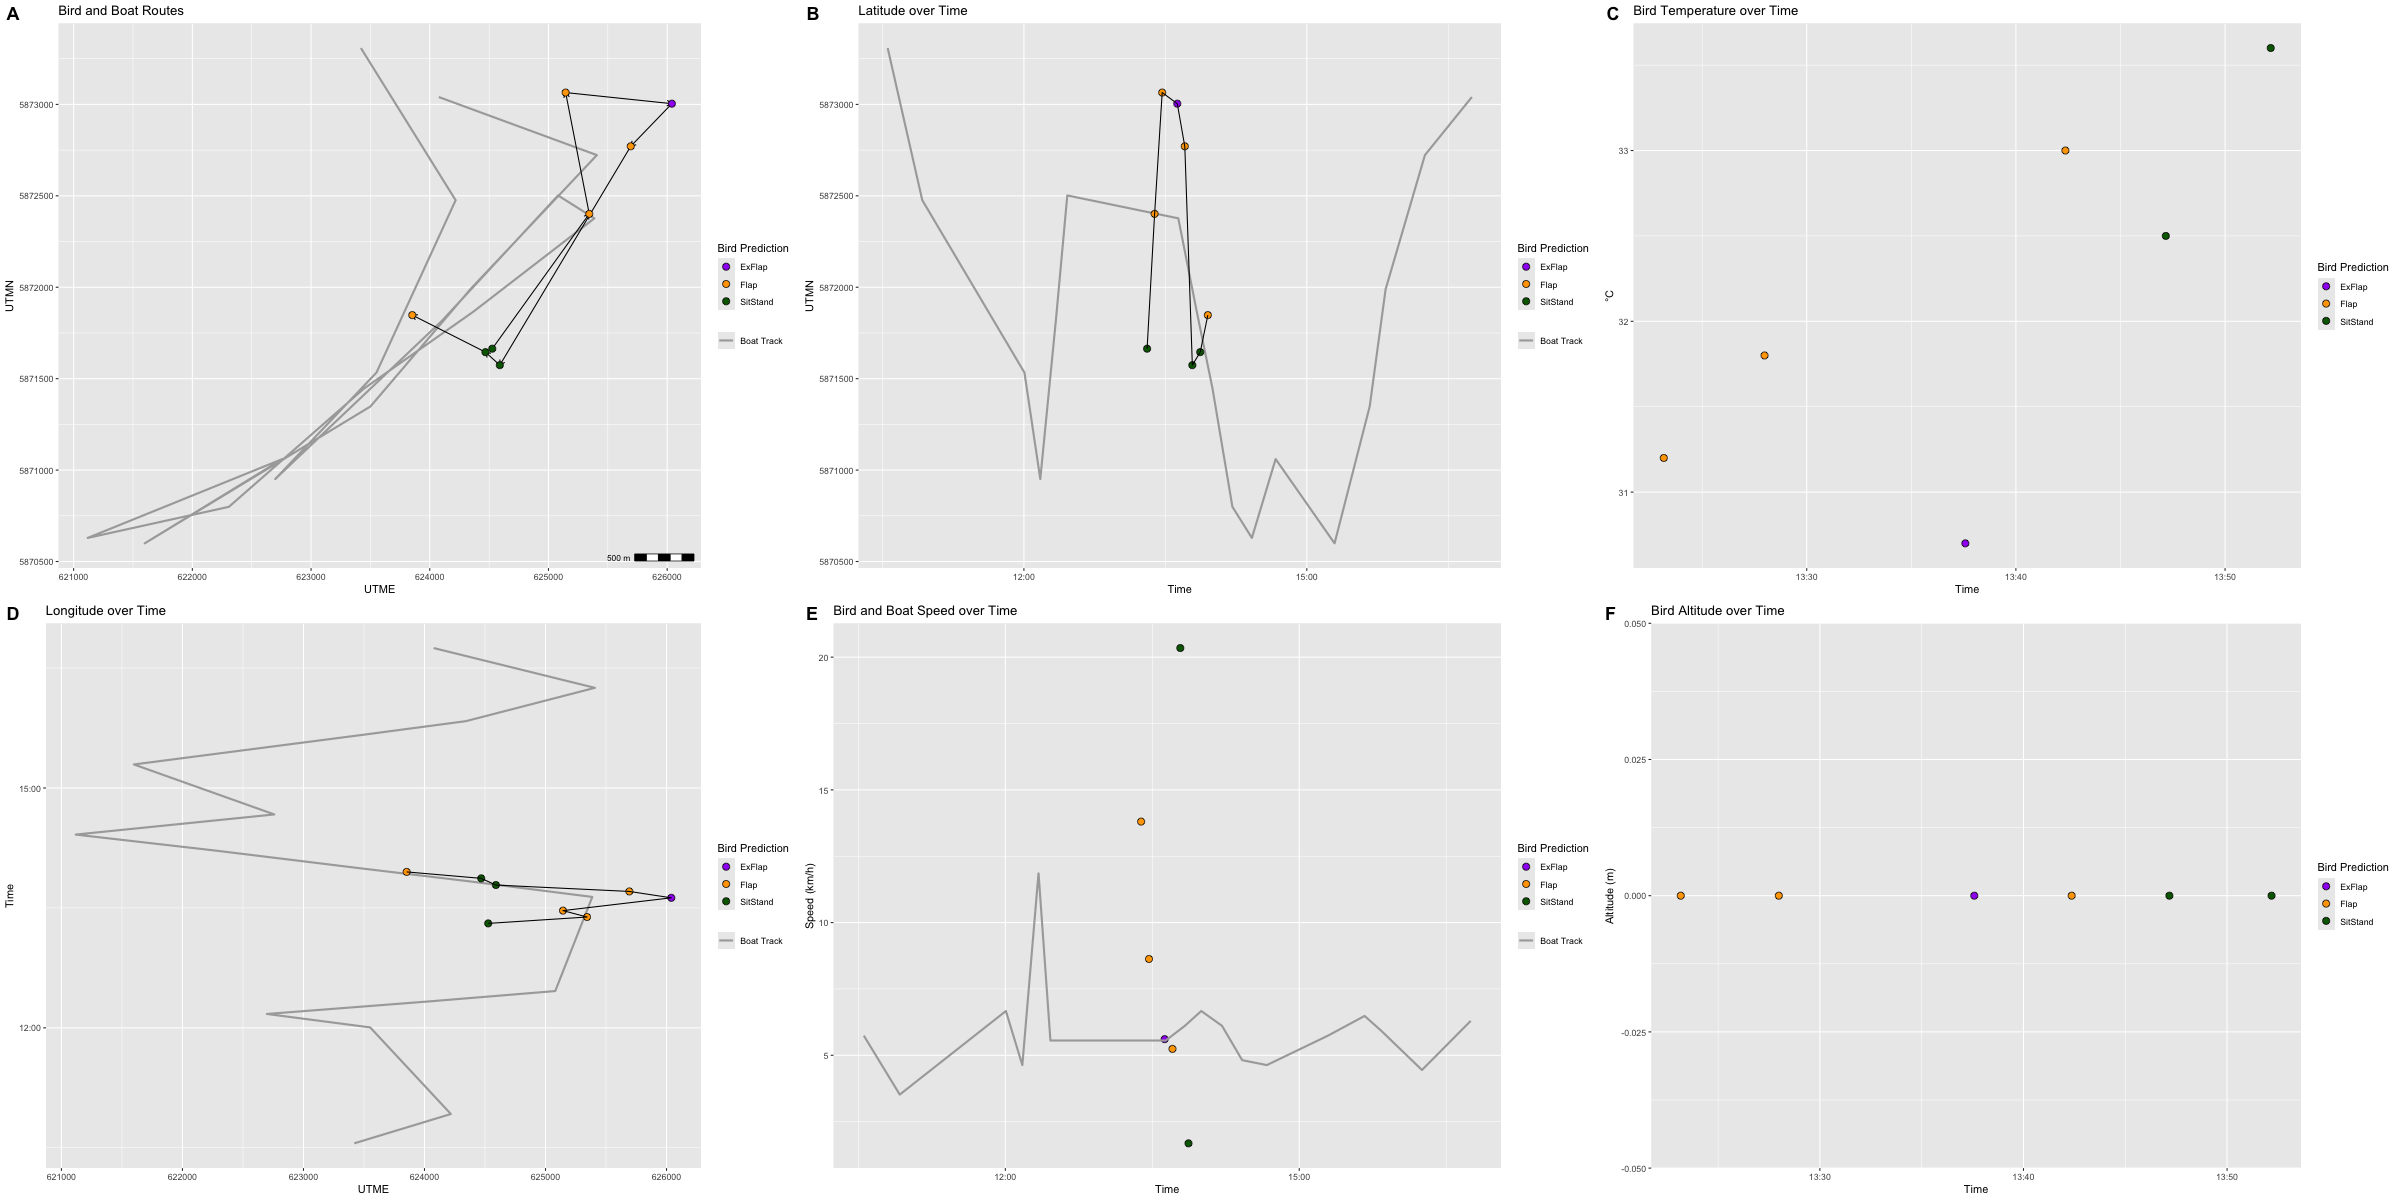 A Bird and Boat Routes
UTMN
5873000
5872500
5872000
5871500
5871000
5870500
621000 622000 623000 624000 625000 626000
UTME
500 m
Bird Prediction
ExFlap
Flap
SitStand
Boat Track
B Latitude over Time
UTMN
5873000
5872500
5872000
5871500
5871000
5870500
12:00 15:00
Time
Bird Prediction
ExFlap
Flap
SitStand
Boat Track
C Bird Temperature over Time
°C
33
32
31
13:30 13:40 13:50
Time
Bird Prediction
ExFlap
Flap
SitStand
D Longitude over Time
Time
15:00
12:00
621000 622000 623000 624000 625000 626000
UTME
Bird Prediction
ExFlap
Flap
SitStand
Boat Track
E Bird and Boat Speed over Time
Speed (km/h)
20
15
10
5
12:00 15:00
Time
Bird Prediction
ExFlap
Flap
SitStand
Boat Track
F Bird Altitude over Time
Altitude (m)
0.050
0.025
0.000
-0.025
-0.050
13:30 13:40 13:50
Time
Bird Prediction
ExFlap
Flap
SitStand